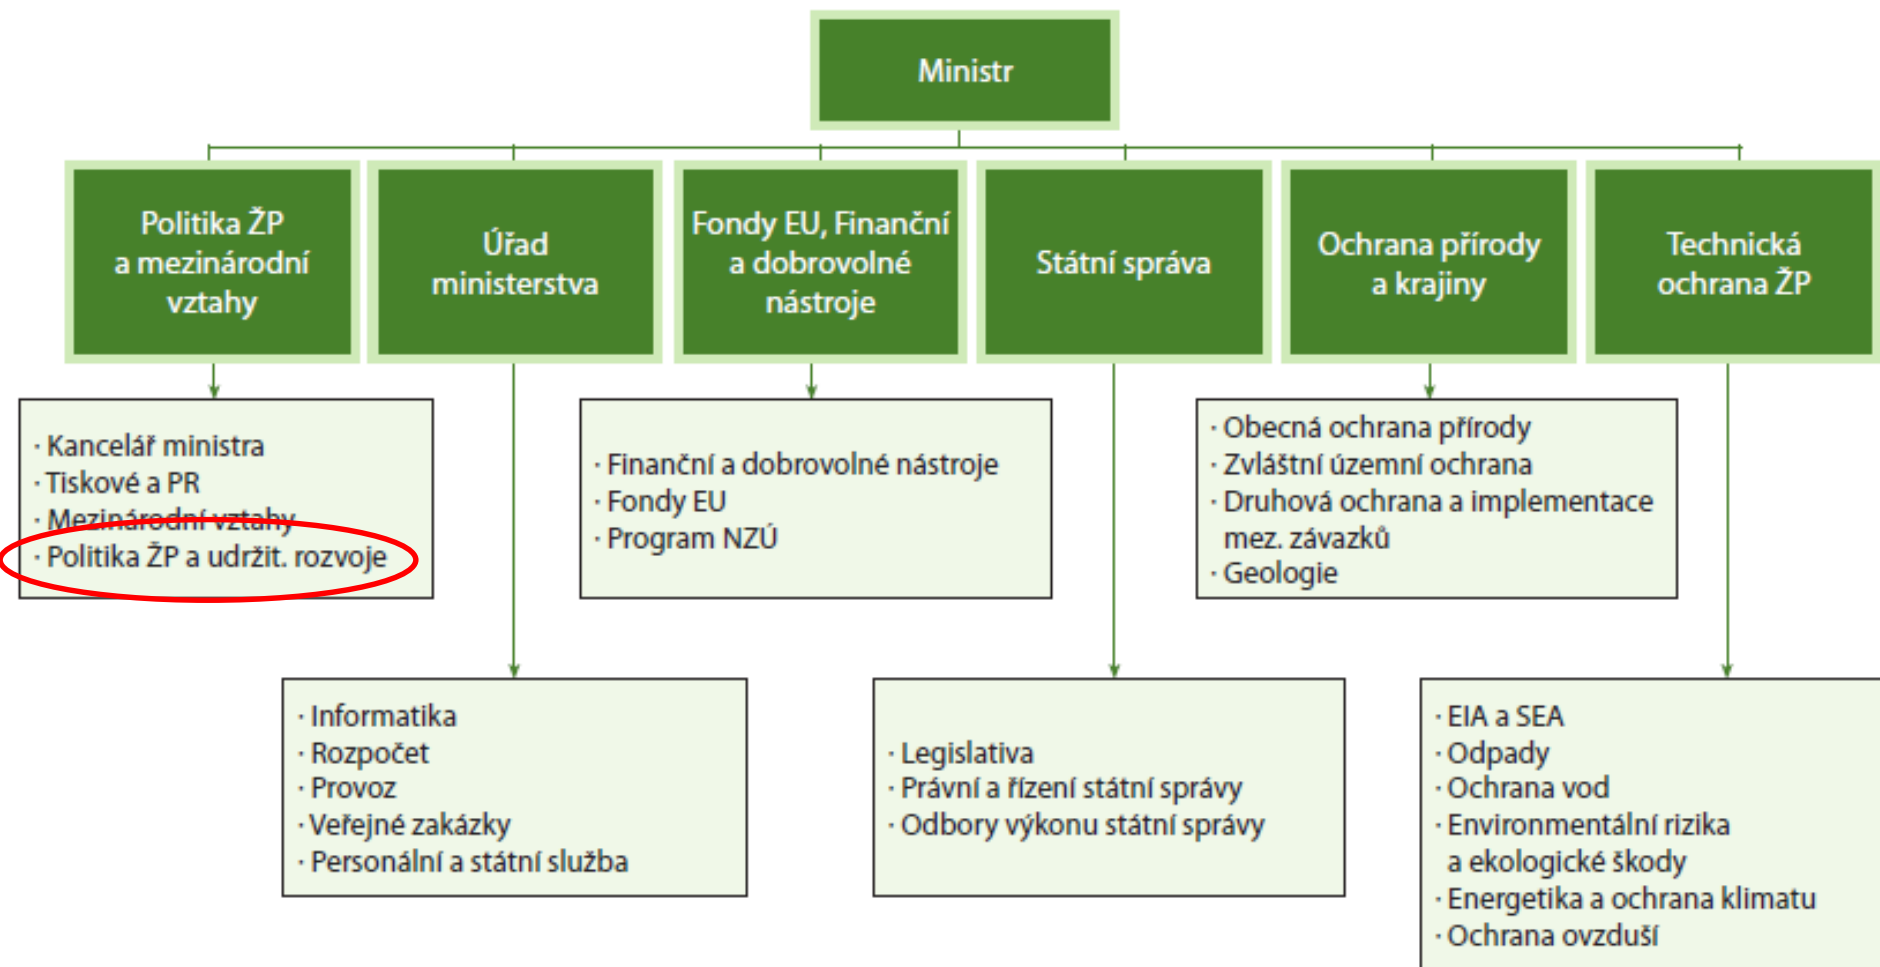 Ministr
Politika ŽP
a mezinárodní
vztahy
Úřad
ministerstva
Fondy EU, Finanční
a dobrovolné
nástroje
Státní správa
Ochrana přírody
a krajiny
Technická
ochrana ŽP
· Kancelář ministra
· Tiskové a PR
· Mezinárodní vztahy
· Politika ŽP a udržit. rozvoje
· Finanční a dobrovolné nástroje
· Fondy EU
· Program NZÚ
· Obecná ochrana přírody
· Zvláštní územní ochrana
· Druhová ochrana a implementace
mez. závazků
· Geologie
· Informatika
· Rozpočet
· Provoz
· Veřejné zakázky
· Personální a státní služba
· Legislativa
· Právní a řízení státní správy
· Odbory výkonu státní správy
· EIA a SEA
· Odpady
· Ochrana vod
· Environmentální rizika
a ekologické škody
· Energetika a ochrana klimatu
· Ochrana ovzduší